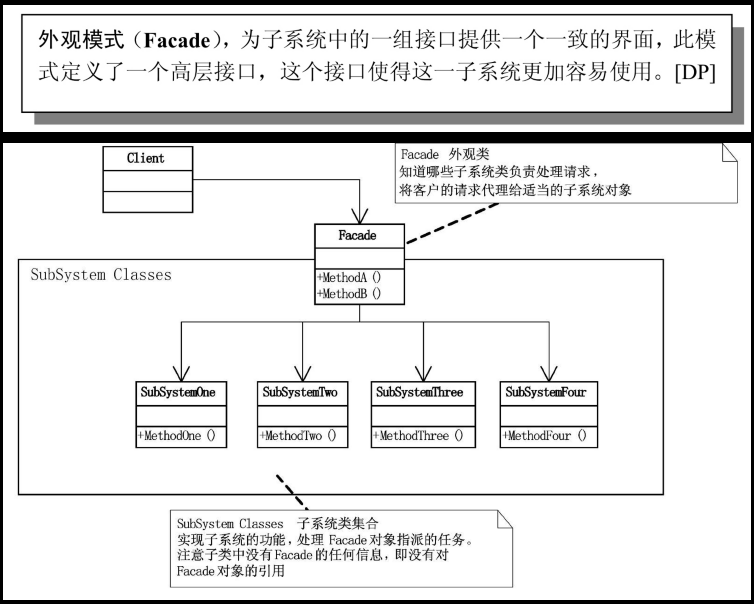 外观模式（Facade），为子系统中的一组接口提供一个一致的界面，此模
式定义了一个高层接口，这个接口使得这一子系统更加容易使用。[DP]
Client
Facade 外观类
知道哪些子系统类负责处理请求，
将客户的请求代理给适当的子系统对象
Facade
+MethodA ()
+MethodB ()
SubSystem Classes
SubSystemOne
+MethodOne ()
SubSystemTwo
+MethodTwo ()
SubSystemThree
+MethodThree ()
SubSystemFour
+MethodFour ()
SubSystem Classes 子系统类集合
实现子系统的功能，处理 Facade对象指派的任务。
注意子类中没有Facade的任何信息，即没有对
Facade对象的引用